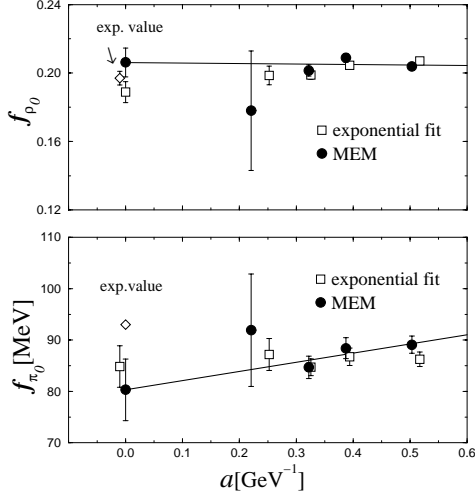 exp. value
0.20
0.16
0.12
f_ρ0
exponential fit
MEM
110
100
90
80
70
f_π0 [MeV]
exp.value
exponential fit
MEM
0.0 0.1 0.2 0.3 0.4 0.5 0.6
a[GeV⁻¹]